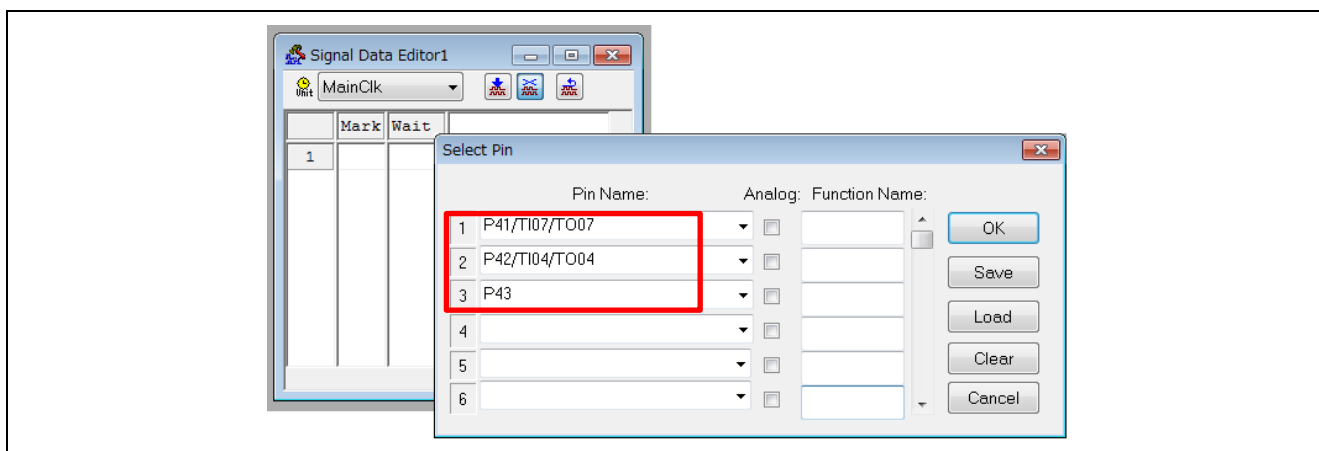 Signal Data Editor1
Unit MainClk
Mark Wait
1
Select Pin
Pin Name: Analog: Function Name:
1 P41/TI07/TO07
OK
2 P42/TI04/TO04
Save
3 P43
Load
4
5
Clear
6
Cancel